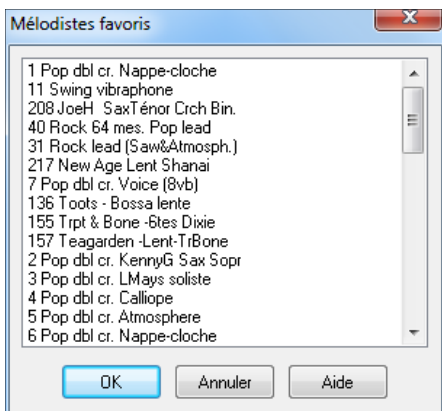 Mélodistes favoris
1 Pop dbl cr. Nappe-cloche
11 Swing vibraphone
208 JoeH  SaxTénor Crch Bin.
40 Rock 64 mes. Pop lead
31 Rock lead (Saw&Atmosph.)
217 New Age Lent Shanai
7 Pop dbl cr. Voice (8vb)
136 Toots - Bossa lente
155 Trpt & Bone -6tes Dixie
157 Teagarden -Lent-TrBone
2 Pop dbl cr. KennyG Sax Sopr
3 Pop dbl cr. LMays soliste
4 Pop dbl cr. Calliope
5 Pop dbl cr. Atmosphere
6 Pop dbl cr. Nappe-cloche
OK Annuler Aide